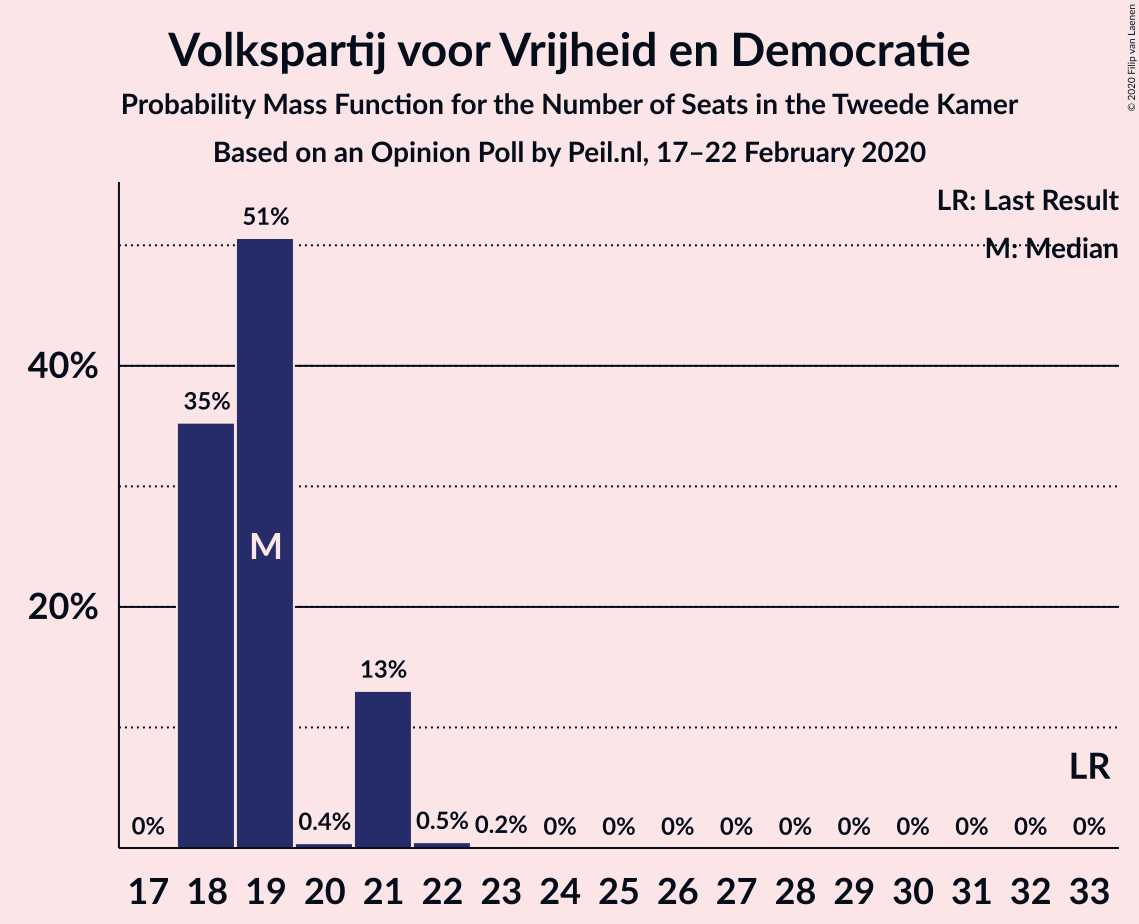 Volkspartij voor Vrijheid en Democratie
Probability Mass Function for the Number of Seats in the Tweede Kamer
Based on an Opinion Poll by Peil.nl, 17–22 February 2020
© 2020 Filip van Laenen
LR: Last Result
M: Median
40%
20%
0%
35%
51%
0.4%
13%
0.5%
0.2%
0%
0%
0%
0%
0%
0%
0%
0%
0%
0%
M
LR
17 18 19 20 21 22 23 24 25 26 27 28 29 30 31 32 33